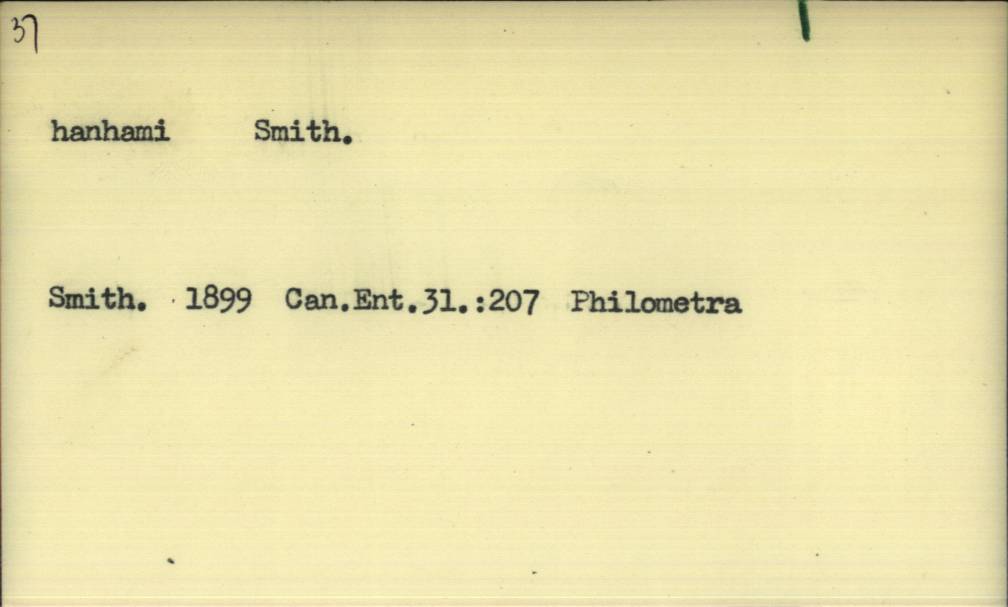 37
hanhami Smith.
Smith. 1899 Can.Ent.31.:207 Philometra